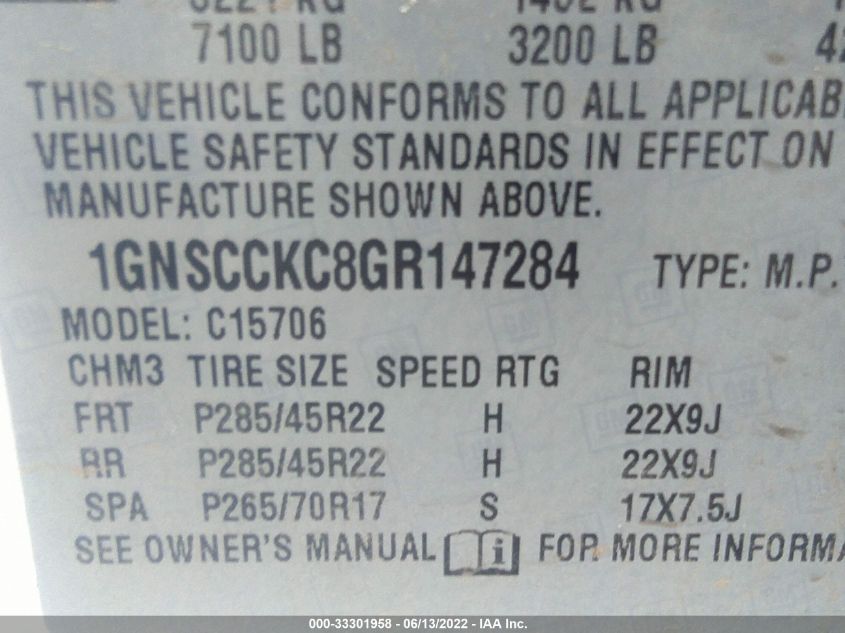 7100 LB 3200 LB
THIS VEHICLE CONFORMS TO ALL
VEHICLE SAFETY STANDARDS IN EFFECT ON
MANUFACTURE SHOWN ABOVE.
1GNSCCKC8GR147284 TYPE: M.P.
MODEL: C15706
CHM3 TIRE SIZE SPEED RTG RIM
FRT P285/45R22 H 22X9J
RR P285/45R22 H 22X9J
SPA P265/70R17 S 17X7.5J
SEE OWNER'S MANUAL i FOR MORE
000-33301958 - 06/13/2022 - IAA Inc.